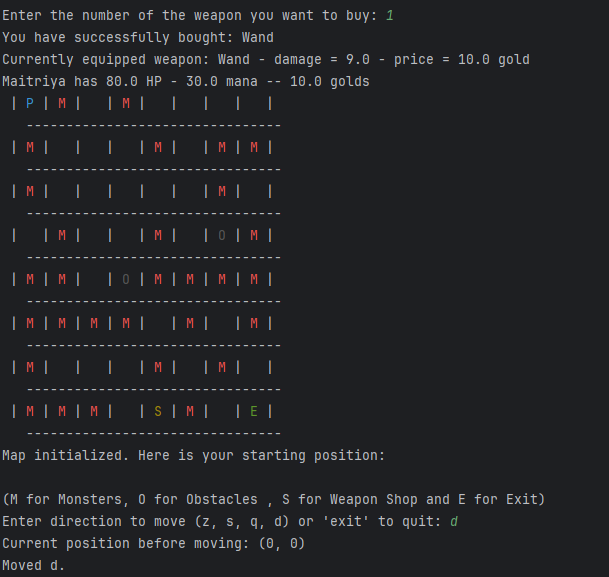 Enter the number of the weapon you want to buy: 1
You have successfully bought: Wand
Currently equipped weapon: Wand - damage = 9.0 - price = 10.0 gold
Maitriya has 80.0 HP - 30.0 mana -- 10.0 golds
| P | M |   | M |   |   |   |   |
--------------------------------
| M |   |   |   | M |   | M | M |
--------------------------------
| M |   |   |   |   |   | M |   |
--------------------------------
|   | M |   |   | M |   | O | M |
--------------------------------
| M | M |   | O | M | M | M | M |
--------------------------------
| M | M | M | M |   | M |   | M |
--------------------------------
| M |   |   |   | M |   | M |   |
--------------------------------
| M | M | M |   | S | M |   | E |
--------------------------------
Map initialized. Here is your starting position:
(M for Monsters, O for Obstacles , S for Weapon Shop and E for Exit)
Enter direction to move (z, s, q, d) or 'exit' to quit: d
Current position before moving: (0, 0)
Moved d.